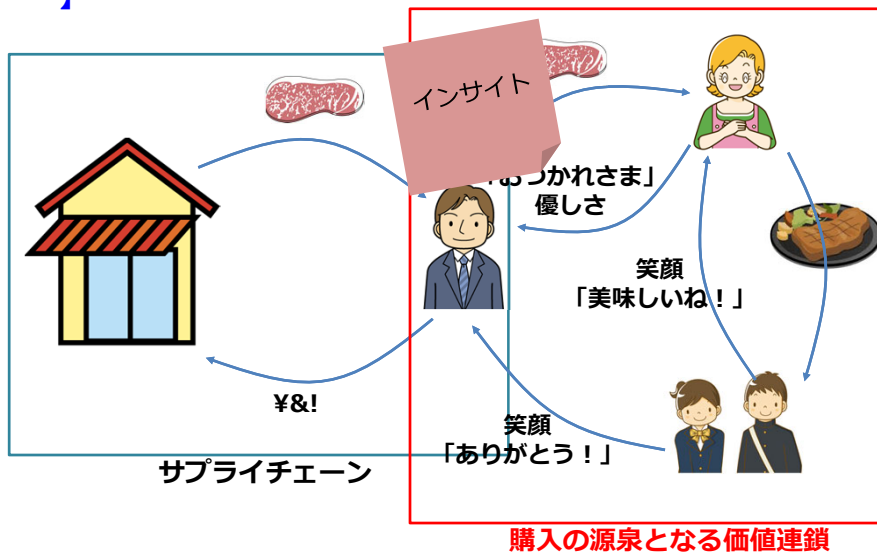 】
インサイト
おつかれさま」
優しさ
笑顔
「美味しいね！」
¥&!
笑顔
「ありがとう！」
サプライチェーン
購入の源泉となる価値連鎖